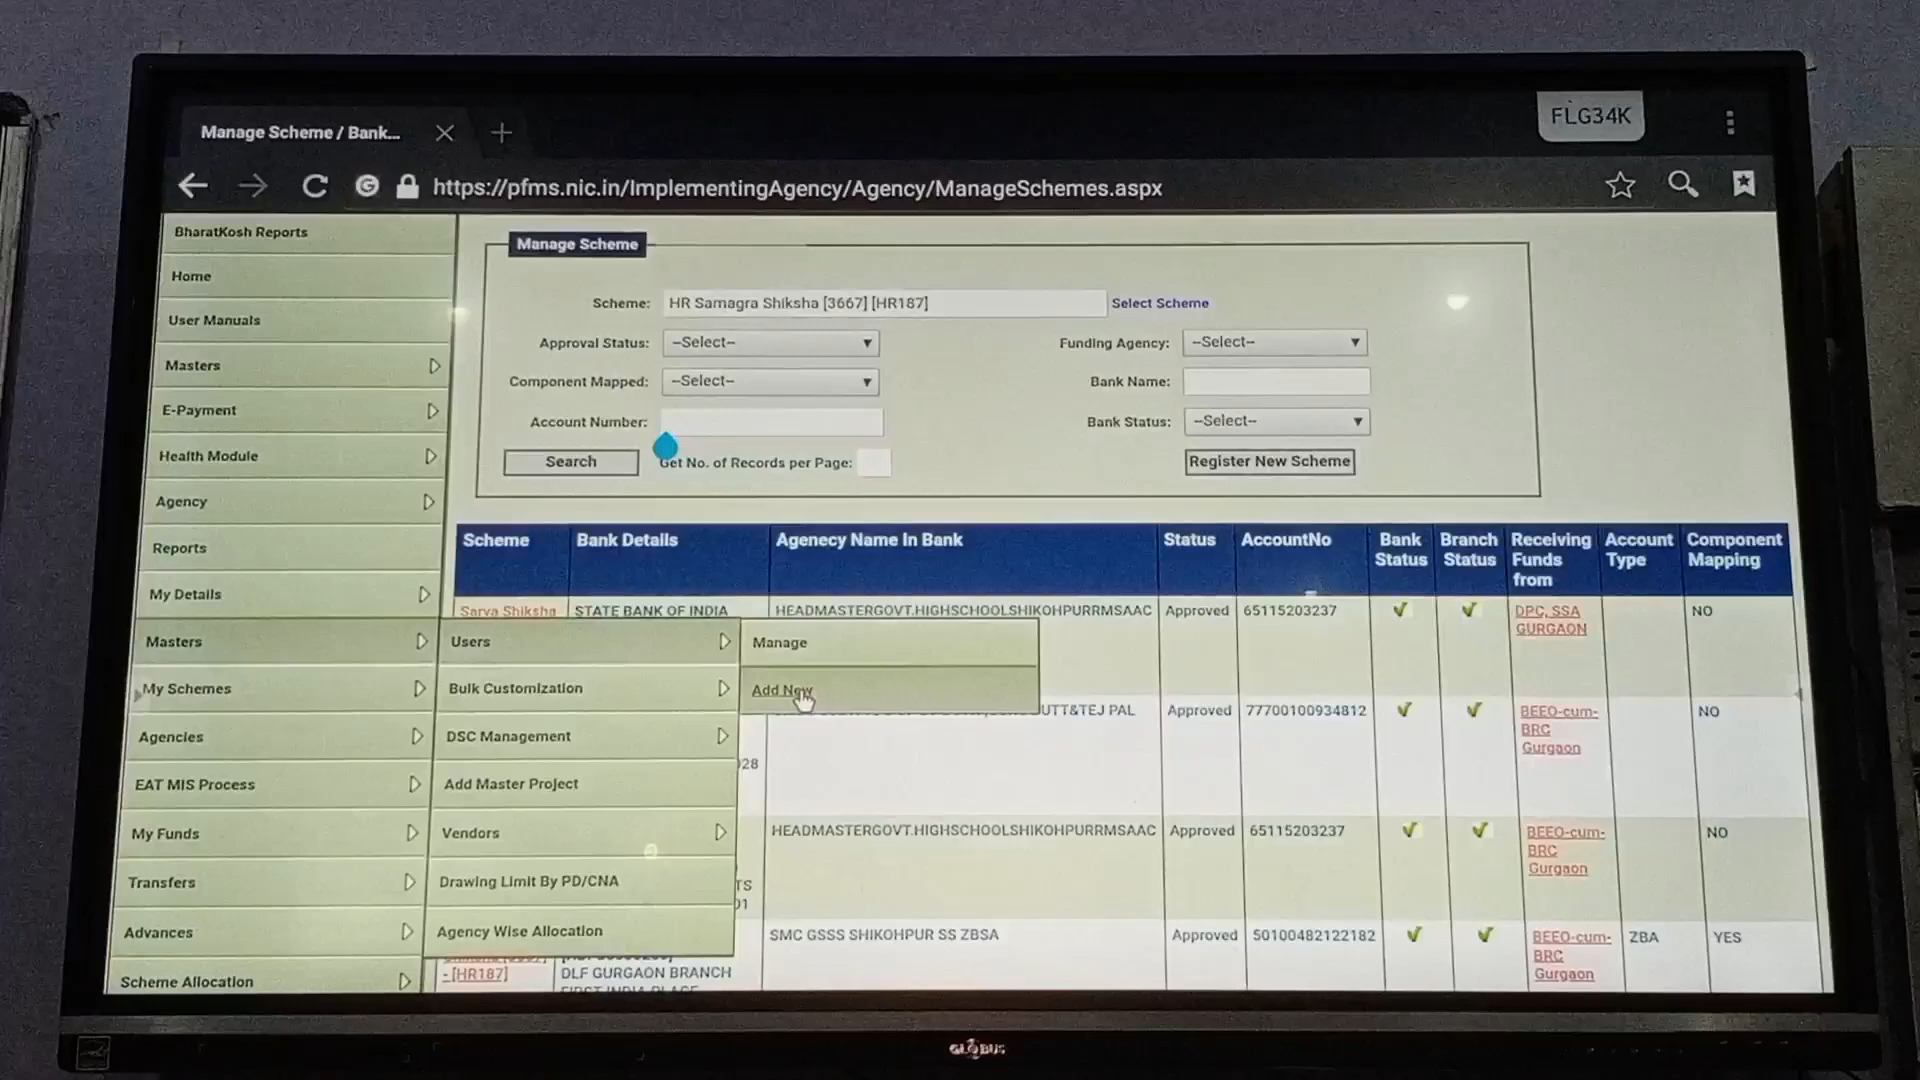 Manage Scheme / Bank...
FLG34K
https://pfms.nic.in/ImplementingAgency/Agency/ManageSchemes.aspx
BharatKosh Reports
Home
User Manuals
Masters
E-Payment
Health Module
Agency
Reports
My Details
Masters
My Schemes
Agencies
EAT MIS Process
My Funds
Transfers
Advances
Scheme Allocation
Users
Bulk Customization
DSC Management
Add Master Project
Vendors
Drawing Limit By PD/CNA
Agency Wise Allocation
Manage
Add New
Manage Scheme
Scheme: HR Samagra Shiksha [3667] [HR187] Select Scheme
Approval Status: --Select-- Funding Agency: --Select--
Component Mapped: --Select-- Bank Name:
Account Number: Bank Status: --Select--
Search Get No. of Records per Page: Register New Scheme
Scheme Bank Details Agenecy Name In Bank Status AccountNo Bank Status Branch Status Receiving Funds from Account Type Component Mapping
Sarva Shiksha STATE BANK OF INDIA HEADMASTERGOVT.HIGHSCHOOLSHIKOHPURRMSAAC Approved 65115203237 DPC, SSA GURGAON NO
UTT&TEJ PAL Approved 77700100934812 BEEO-cum-BRC Gurgaon NO
028
HEADMASTERGOVT.HIGHSCHOOLSHIKOHPURRMSAAC Approved 65115203237 BEEO-cum-BRC Gurgaon NO
TS
01
SMC GSSS SHIKOHPUR SS ZBSA Approved 50100482122182 BEEO-cum-BRC Gurgaon ZBA YES
- [HR187] DLF GURGAON BRANCH
FIRST INDIA PLACE
GLOBUS